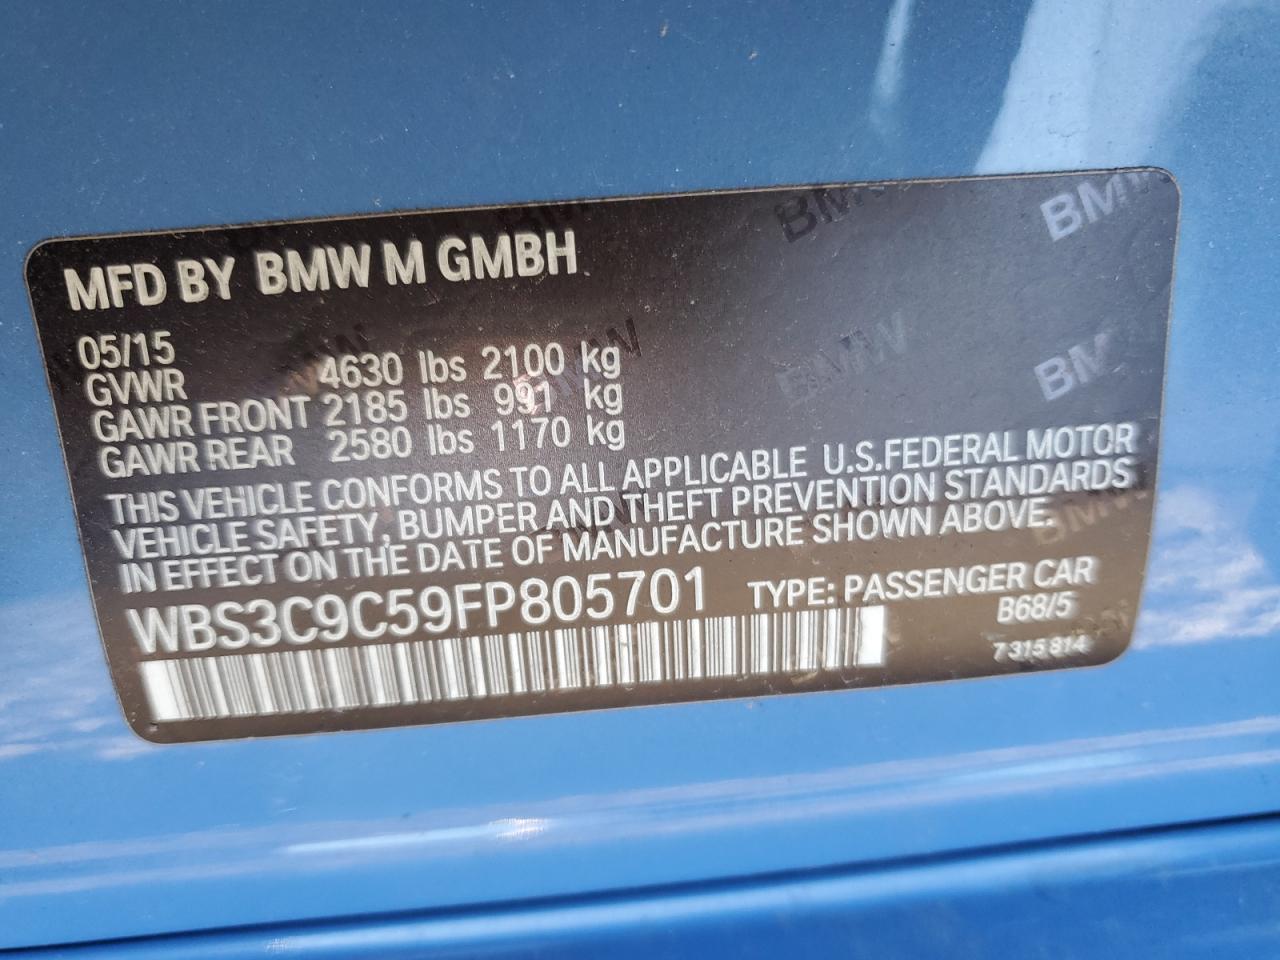 MFD BY BMW M GMBH
05/15
GVWR 4630 lbs 2100 kg
GAWR FRONT 2185 lbs 991 kg
GAWR REAR 2580 lbs 1170 kg
THIS VEHICLE CONFORMS TO ALL APPLICABLE U.S.FEDERAL MOTOR
VEHICLE SAFETY, BUMPER AND THEFT PREVENTION STANDARDS
IN EFFECT ON THE DATE OF MANUFACTURE SHOWN ABOVE.
WBS3C9C59FP805701 TYPE: PASSENGER CAR
B68/5
7 315 814